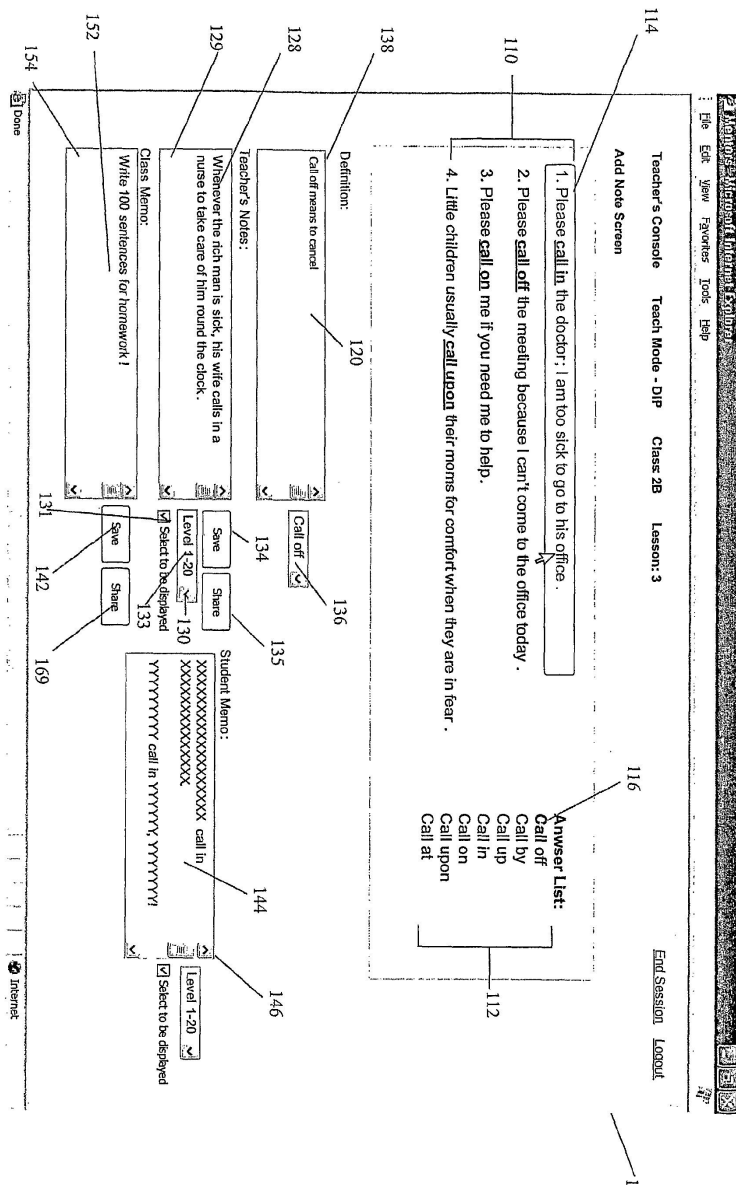 Memors - Microsoft Internet Explorer
File Edit View Favorites Tools Help
Teacher's Console Teach Mode - DIP Class: 2B Lesson: 3 End Session Logout
Add Note Screen
114
110
1. Please call in the doctor; I am too sick to go to his office.
2. Please call off the meeting because I can't come to the office today.
3. Please call on me if you need me to help.
4. Little children usually call upon their moms for comfort when they are in fear.
116
Anwser List:
Call off
Call by
Call up
Call in
Call on
Call upon
Call at
112
138
Definition:
Call off means to cancel
120
Call off
136
128
129
Teacher's Notes:
Whenever the rich man is sick, his wife calls in a
nurse to take care of him round the clock.
Save Share
134
135
Level 1-20
130
Select to be displayed
131
133
152
154
Class Memo:
Write 100 sentences for homework!
Save Share
142
169
Student Memo:
XXXXXXXXXXXXXXXXXXXX call in
XXXXXXXXXXXXX
YYYYYYYYY call in YYYYYY, YYYYYYY!
144
146
Level 1-20
Select to be displayed
Done
Internet
1